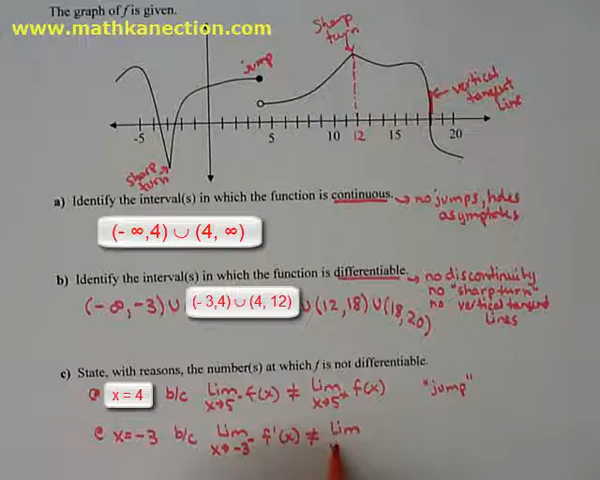 The graph of f is given.
www.mathkanection.com
Sharp turn
jump
vertical tangent line
-5 5 10 12 15 20
sharp turn
a) Identify the interval(s) in which the function is continuous. → no jumps, holes
asymptotes
(- ∞,4) ∪ (4, ∞)
b) Identify the interval(s) in which the function is differentiable. → no discontinuity
no "sharp turn"
(-∞, -3) ∪ (- 3,4) ∪ (4, 12) ∪ (12, 18) ∪ (18, 20) no vertical tangent
lines
c) State, with reasons, the number(s) at which f is not differentiable.
@ x = 4 b/c lim x→5⁻ f(x) ≠ lim x→5⁺ f(x) "jump"
@ x = -3 b/c lim x→-3⁻ f'(x) ≠ lim